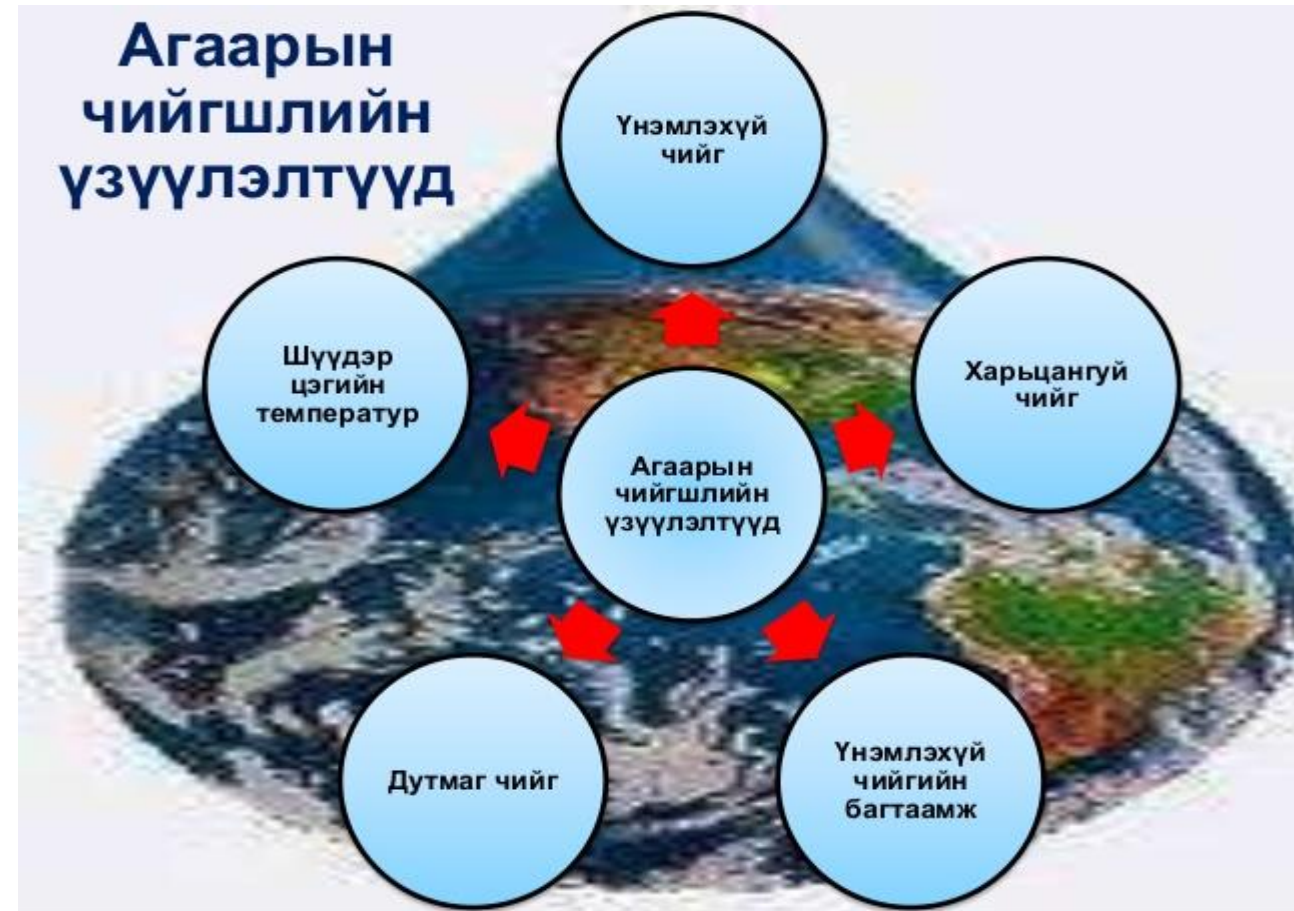 Агаарын
чийгшлийн
үзүүлэлтүүд
Үнэмлэхүй
чийг
Харьцангуй
чийг
Үнэмлэхүй
чийгийн
багтаамж
Дутмаг чийг
Шүүдэр
цэгийн
температур
Агаарын
чийгшлийн
үзүүлэлтүүд